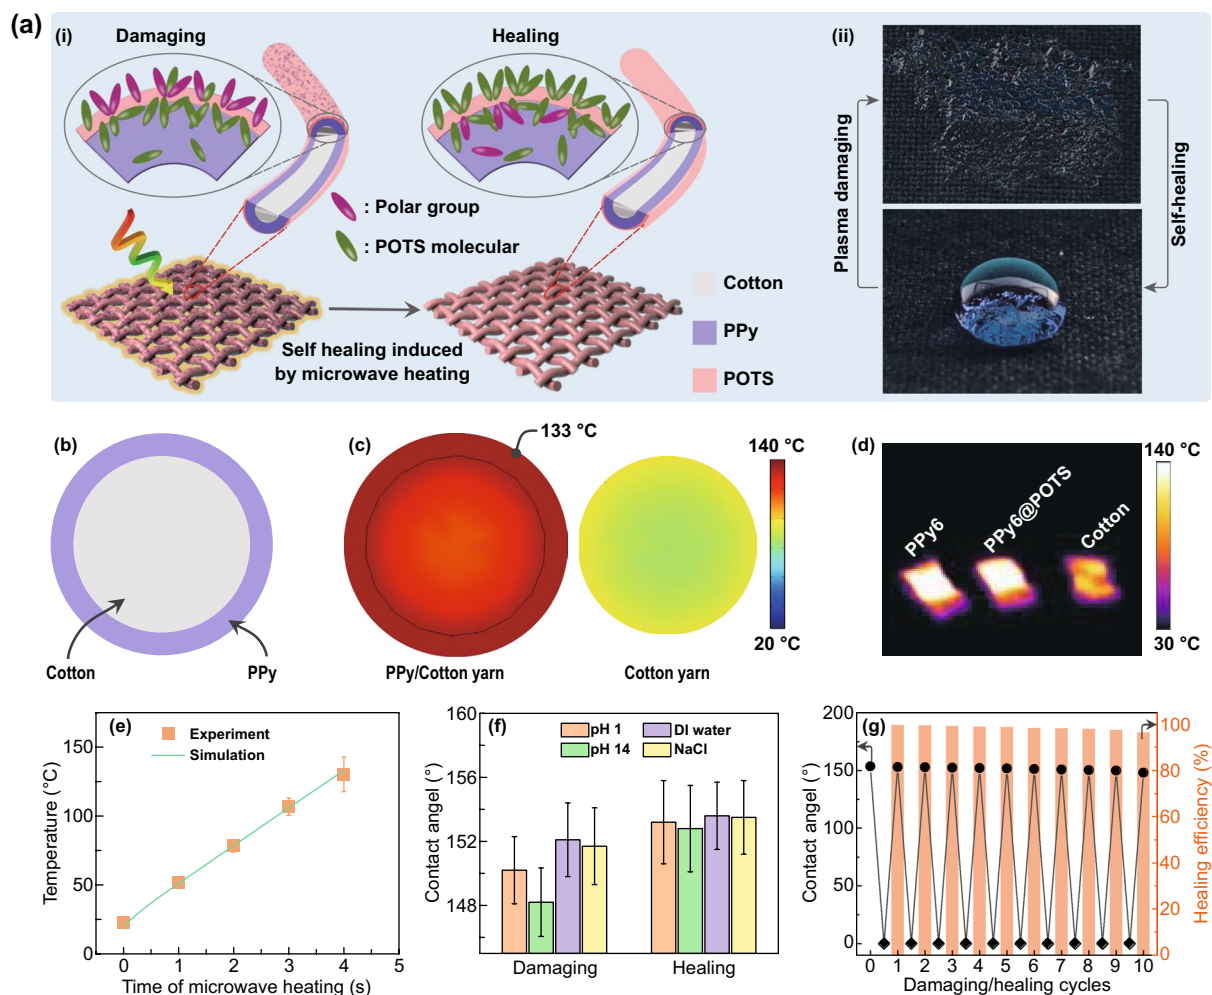 (a)
(i)
Damaging
Healing
(ii)
: Polar group
: POTS molecular
Self healing induced
by microwave heating
Cotton
PPy
POTS
Plasma damaging
Self-healing
(b)
Cotton
PPy
(c)
133 °C
140 °C
20 °C
PPy/Cotton yarn
Cotton yarn
(d)
PPy6
PPy6@POTS
Cotton
140 °C
30 °C
(e)
Experiment
Simulation
150
100
50
0
0 1 2 3 4 5
Temperature (°C)
Time of microwave heating (s)
(f)
pH 1
DI water
pH 14
NaCl
160
156
152
148
Contact angel (°)
Damaging
Healing
(g)
200
150
100
50
0
Contact angel (°)
100
80
60
40
20
0
Healing efficiency (%)
0 1 2 3 4 5 6 7 8 9 10
Damaging/healing cycles